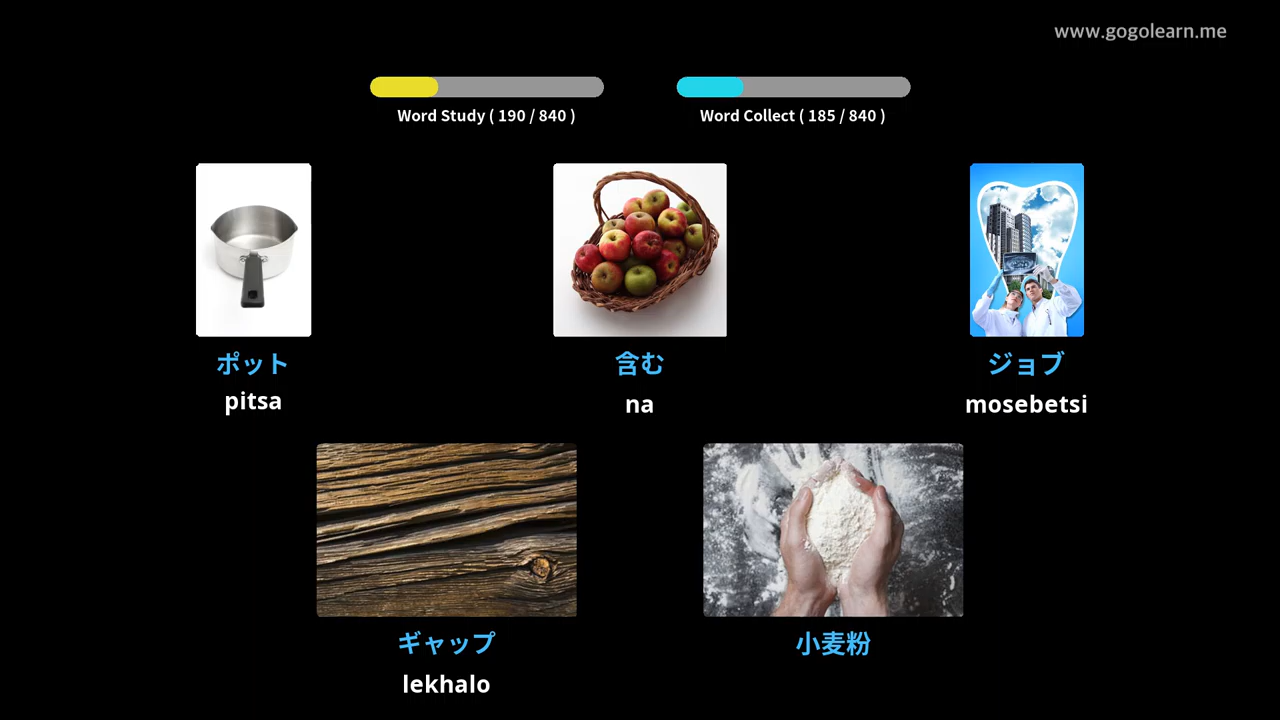 www.gogolearn.me
Word Study ( 190 / 840 )
Word Collect ( 185 / 840 )
ポット
含む
ジョブ
pitsa
na
mosebetsi
ギャップ
小麦粉
lekhalo